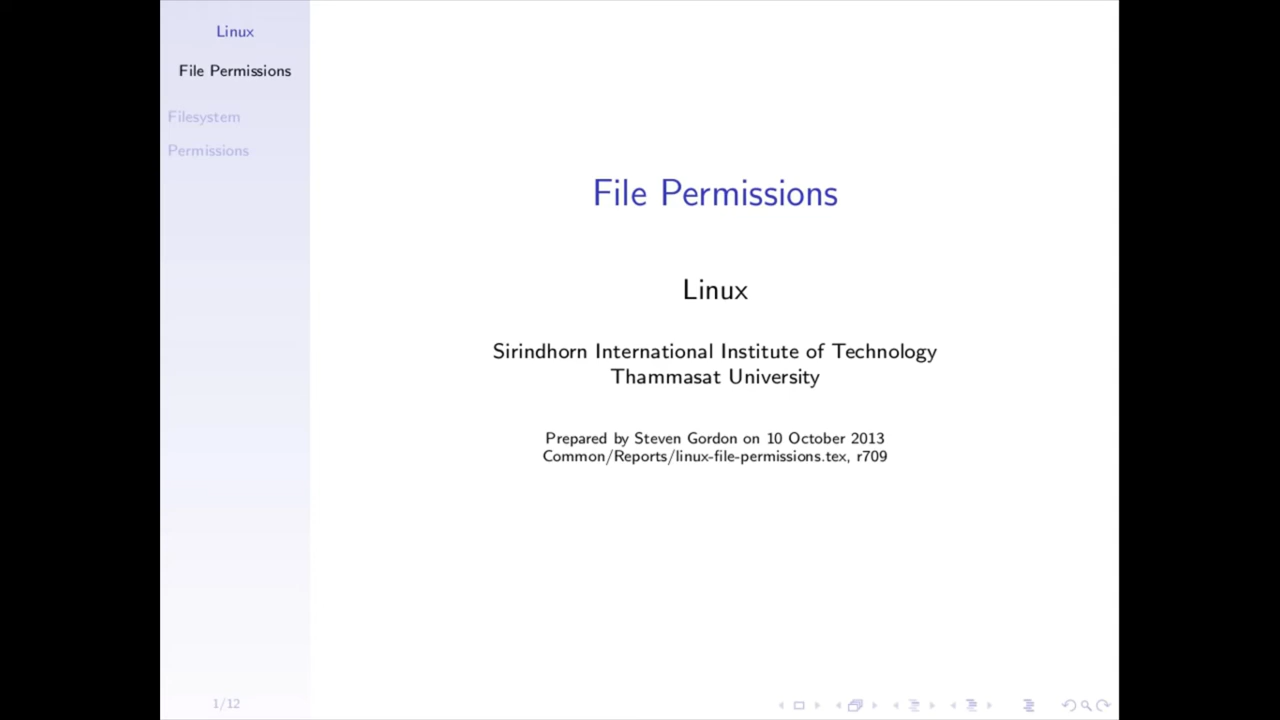 Linux
File Permissions
Filesystem
Permissions
File Permissions
Linux
Sirindhorn International Institute of Technology
Thammasat University
Prepared by Steven Gordon on 10 October 2013
Common/Reports/linux-file-permissions.tex, r709
1/12